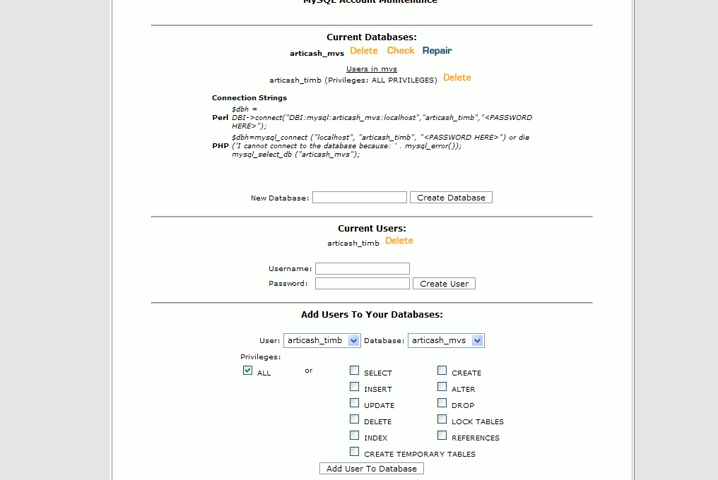 MySQL Account Maintenance
Current Databases:
articash_mvs Delete Check Repair
Users in mvs
articash_timb (Privileges: ALL PRIVILEGES) Delete
Connection Strings
$dbh =
Perl DBI->connect("DBI:mysql:articash_mvs:localhost","articash_timb","<PASSWORD
HERE>");
$dbh=mysql_connect ("localhost", "articash_timb", "<PASSWORD HERE>") or die
PHP ('I cannot connect to the database because: ' . mysql_error());
mysql_select_db ("articash_mvs");
New Database: Create Database
Current Users:
articash_timb Delete
Username:
Password: Create User
Add Users To Your Databases:
User: articash_timb Database: articash_mvs
Privileges:
ALL or SELECT CREATE
INSERT ALTER
UPDATE DROP
DELETE LOCK TABLES
INDEX REFERENCES
CREATE TEMPORARY TABLES
Add User To Database